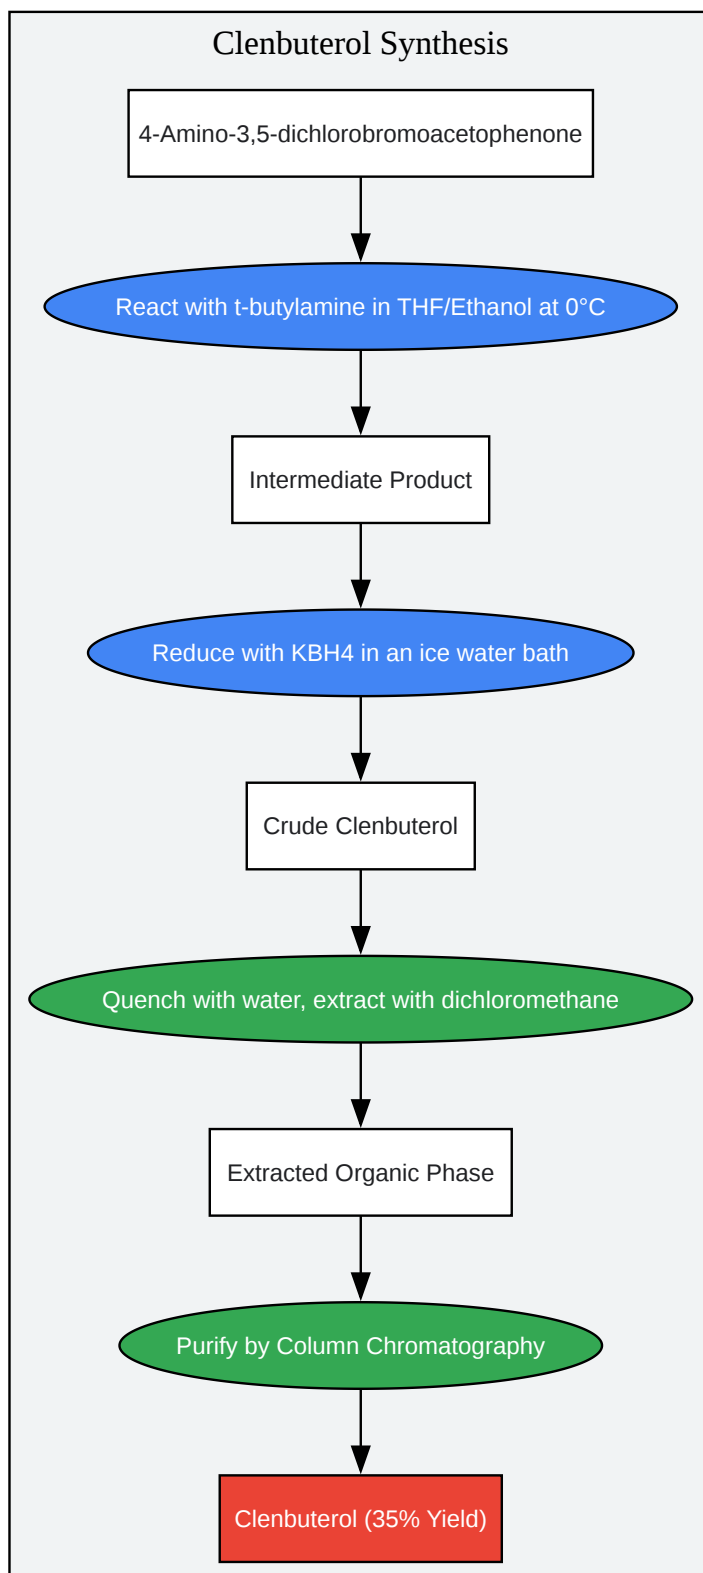 Clenbuterol Synthesis
4-Amino-3,5-dichlorobromoacetophenone
React with t-butylamine in THF/Ethanol at 0°C
Intermediate Product
Reduce with KBH4 in an ice water bath
Crude Clenbuterol
Quench with water, extract with dichloromethane
Extracted Organic Phase
Purify by Column Chromatography
Clenbuterol (35% Yield)